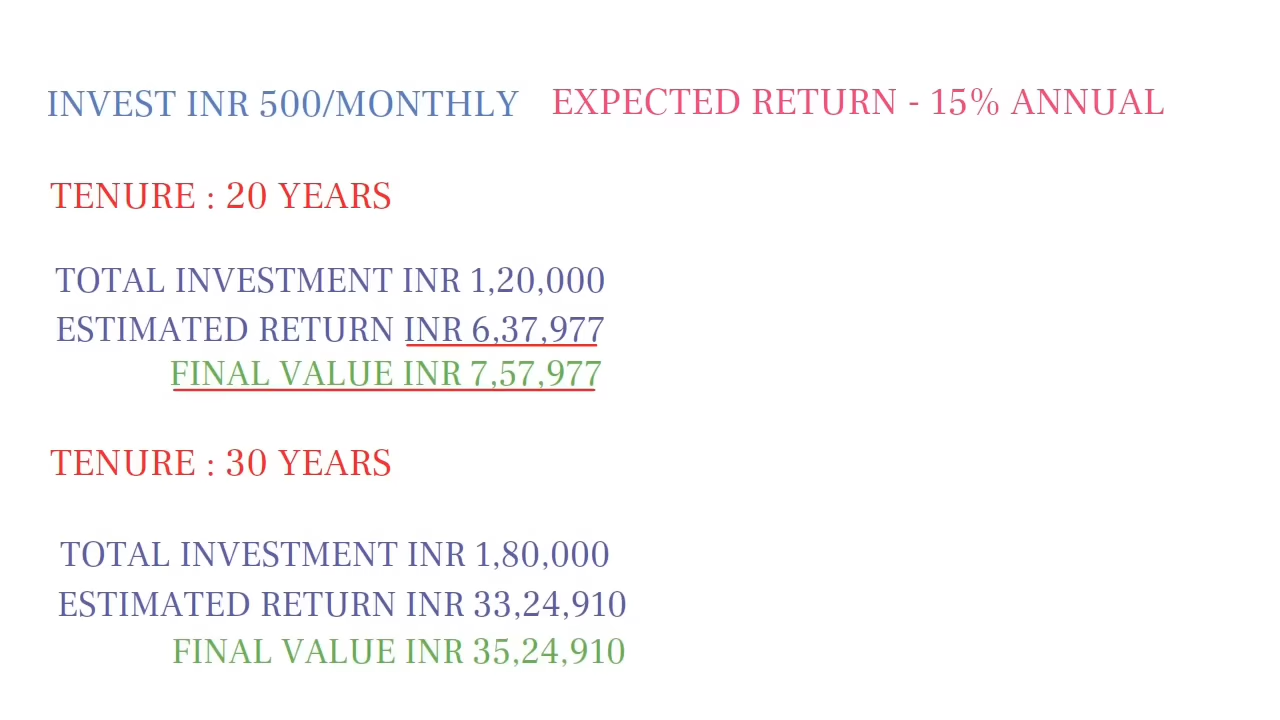 INVEST INR 500/MONTHLY EXPECTED RETURN - 15% ANNUAL
TENURE : 20 YEARS
TOTAL INVESTMENT INR 1,20,000
ESTIMATED RETURN INR 6,37,977
FINAL VALUE INR 7,57,977
TENURE : 30 YEARS
TOTAL INVESTMENT INR 1,80,000
ESTIMATED RETURN INR 33,24,910
FINAL VALUE INR 35,24,910